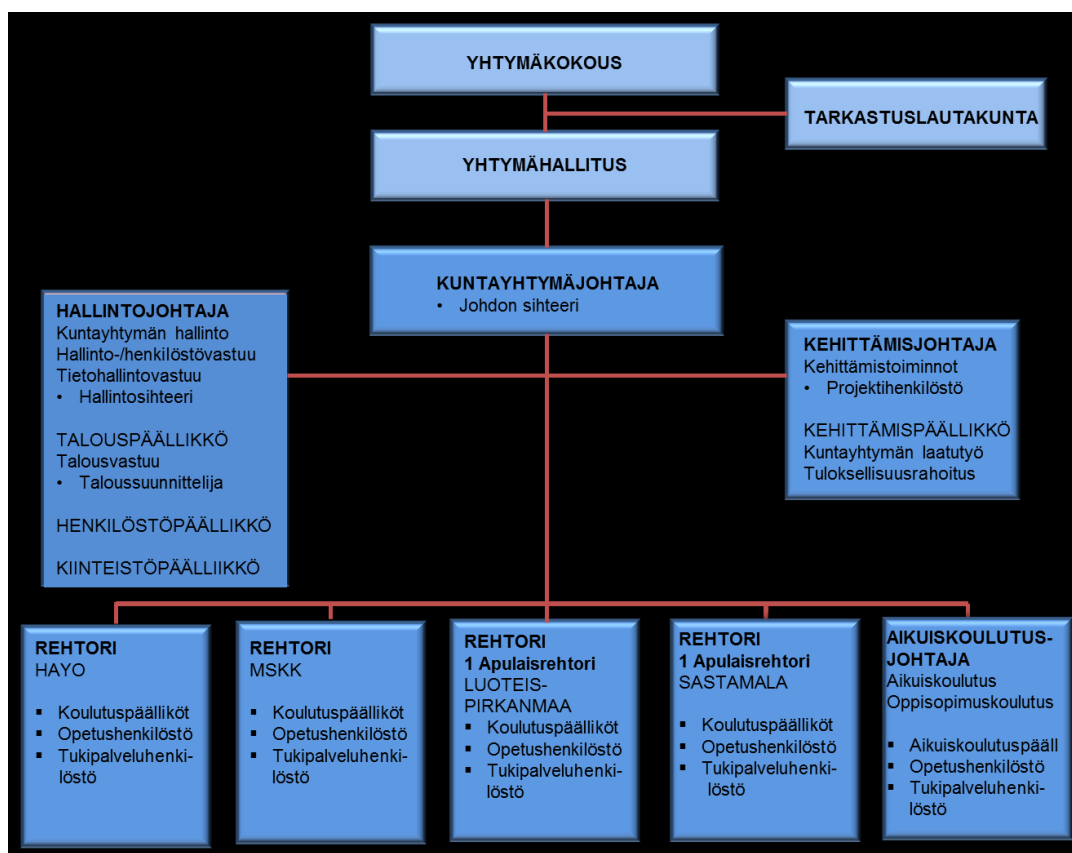 YHTYMÄKOKOUS
TARKASTUSLAUTAKUNTA
YHTYMÄHALLITUS
KUNTAYHTYMÄJOHTAJA
• Johdon sihteeri
HALLINTOJOHTAJA
Kuntayhtymän hallinto
Hallinto-/henkilöstövastuu
Tietohallintovastuu
• Hallintosihteeri
TALOUSPÄÄLLIKKÖ
Talousvastuu
• Taloussuunnittelija
HENKILÖSTÖPÄÄLLIKKÖ
KIINTEISTÖPÄÄLLIIKKÖ
KEHITTÄMISJOHTAJA
Kehittämistoiminnot
• Projektihenkilöstö
KEHITTÄMISPÄÄLLIKKÖ
Kuntayhtymän laatutyö
Tuloksellisuusrahoitus
REHTORI
HAYO
▪ Koulutuspäälliköt
▪ Opetushenkilöstö
▪ Tukipalveluhenki-
löstö
REHTORI
MSKK
▪ Koulutuspäälliköt
▪ Opetushenkilöstö
▪ Tukipalveluhenki-
löstö
REHTORI
1 Apulaisrehtori
LUOTEIS-
PIRKANMAA
▪ Koulutuspäälliköt
▪ Opetushenkilöstö
▪ Tukipalveluhenki-
löstö
REHTORI
1 Apulaisrehtori
SASTAMALA
▪ Koulutuspäälliköt
▪ Opetushenkilöstö
▪ Tukipalveluhenki-
löstö
AIKUISKOULUTUS-
JOHTAJA
Aikuiskoulutus
Oppisopimuskoulutus
▪ Aikuiskoulutuspääll
▪ Opetushenkilöstö
▪ Tukipalveluhenki-
löstö